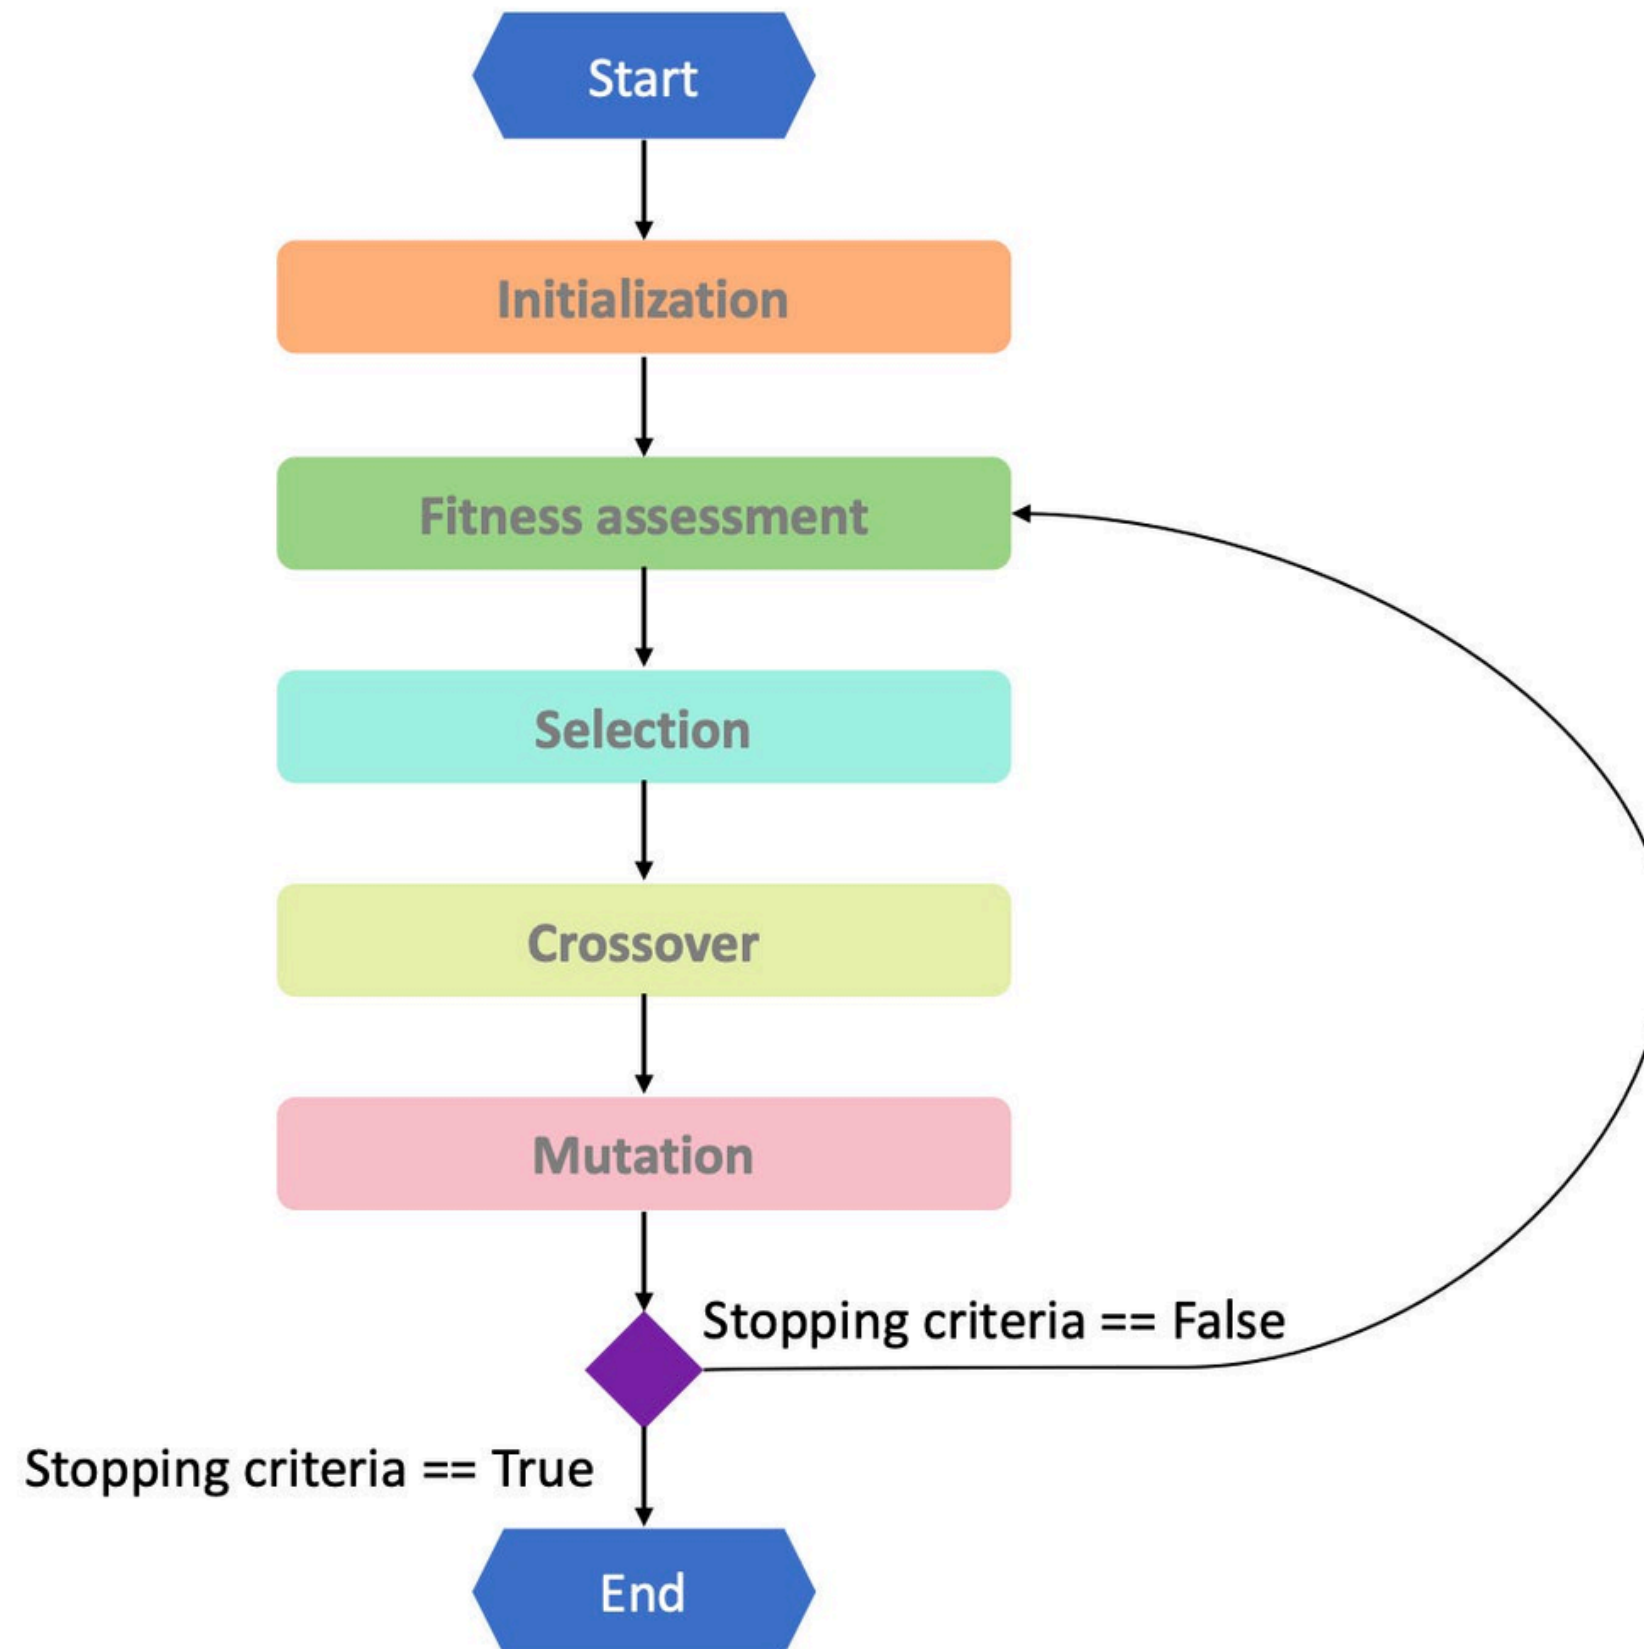 Start
Initialization
Fitness assessment
Selection
Crossover
Mutation
Stopping criteria == False
Stopping criteria == True
End